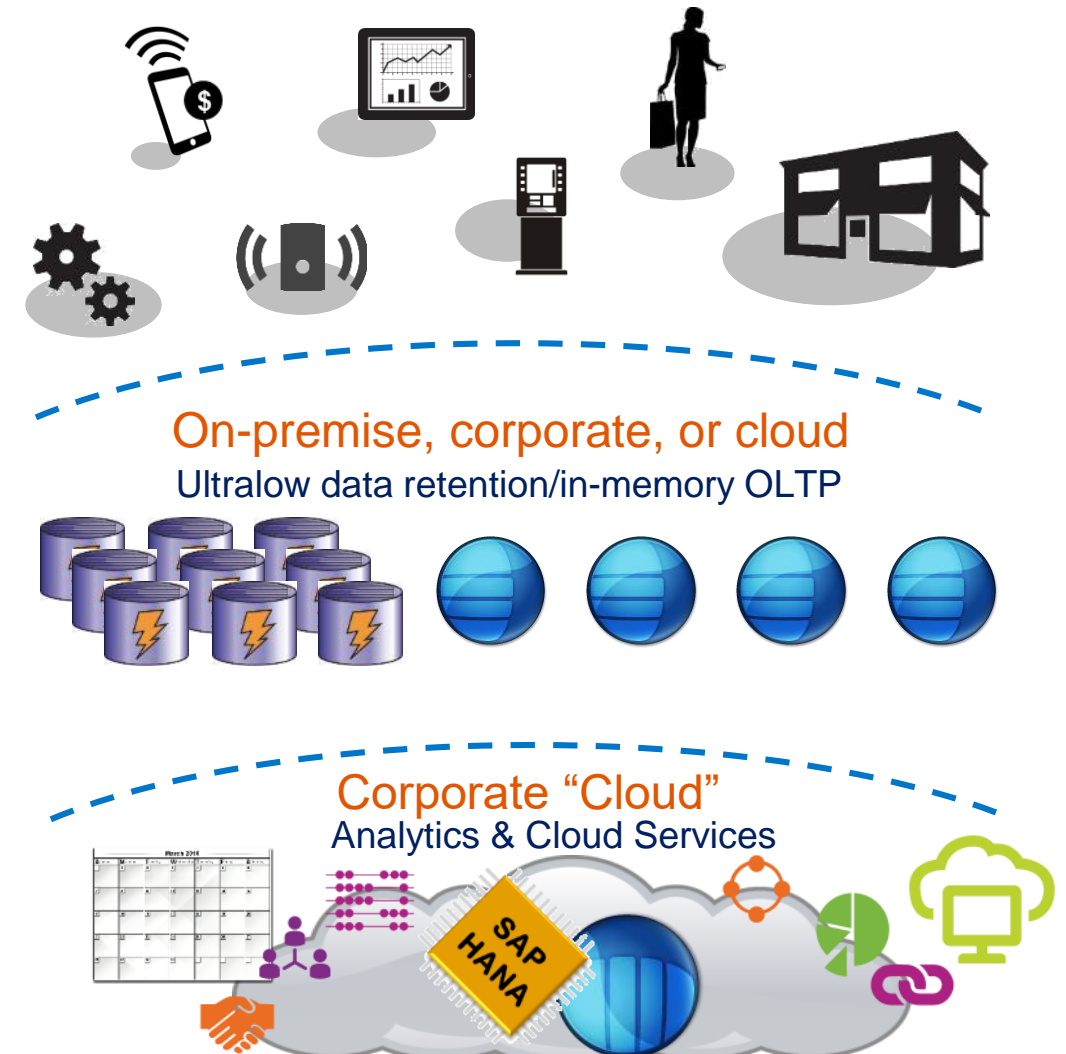 $
On-premise, corporate, or cloud
Ultralow data retention/in-memory OLTP
Corporate “Cloud”
Analytics & Cloud Services
SAP
HANA